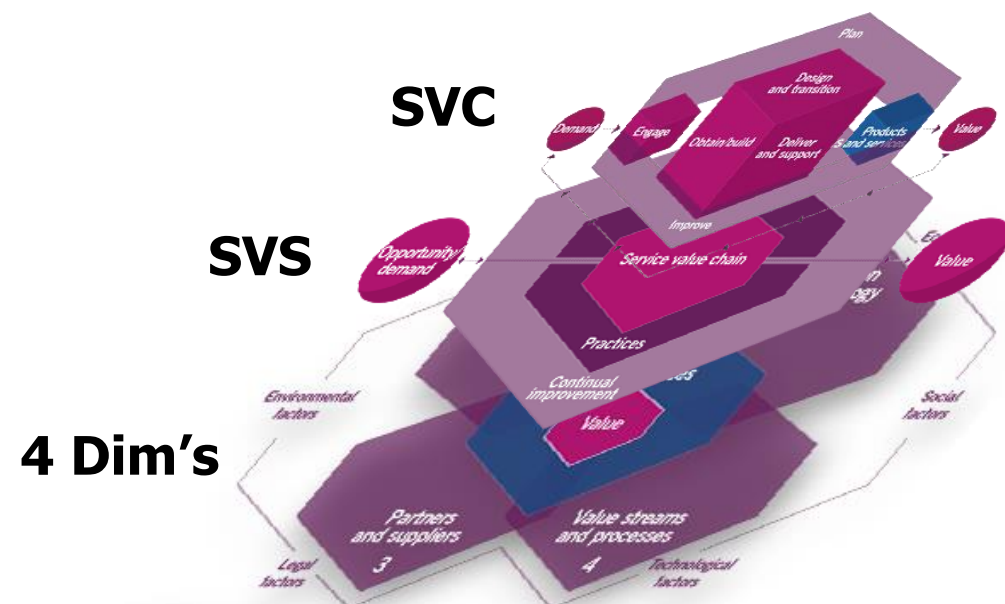 Plan
SVC
Design
and transition
Demand
Engage
Obtain/build
Deliver
and support
Products
and services
Value
Improve
SVS
Opportunity/
demand
Service value chain
Value
Practices
Continual
improvement
Environmental
factors
Value
Social
factors
4 Dim's
Partners
and suppliers
3
Value streams
and processes
4
Legal
factors
Technological
factors